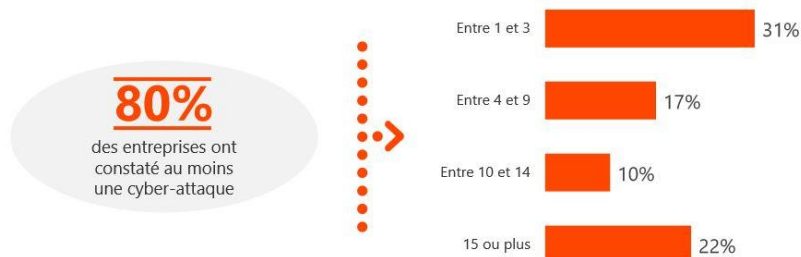 80%
des entreprises ont
constaté au moins
une cyber-attaque
Entre 1 et 3 31%
Entre 4 et 9 17%
Entre 10 et 14 10%
15 ou plus 22%